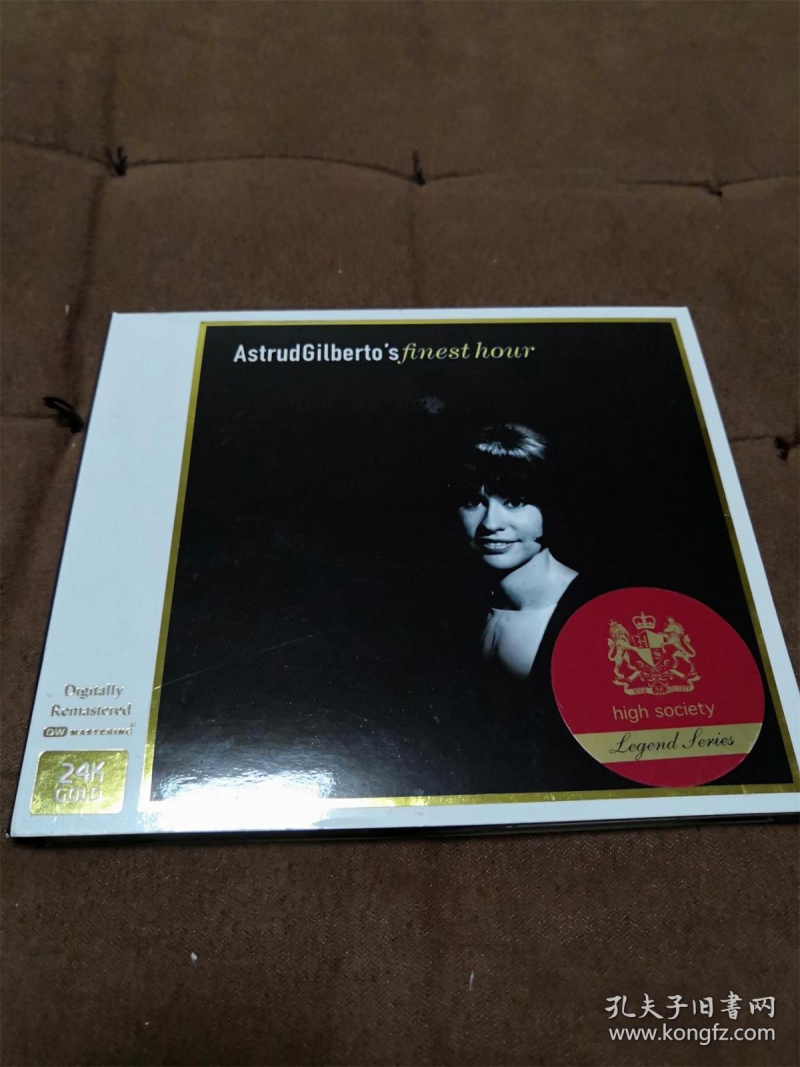 AstrudGilberto's finest hour
Digitally
Remastered
QW MASTERING
24K
GOLD
high society
Legend Series
孔夫子旧书网
www.kongfz.com